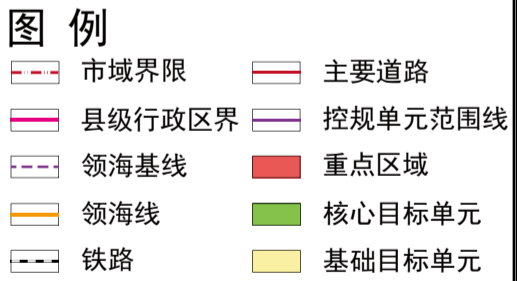 图 例
市域界限
主要道路
县级行政区界
控规单元范围线
领海基线
重点区域
领海线
核心目标单元
铁路
基础目标单元